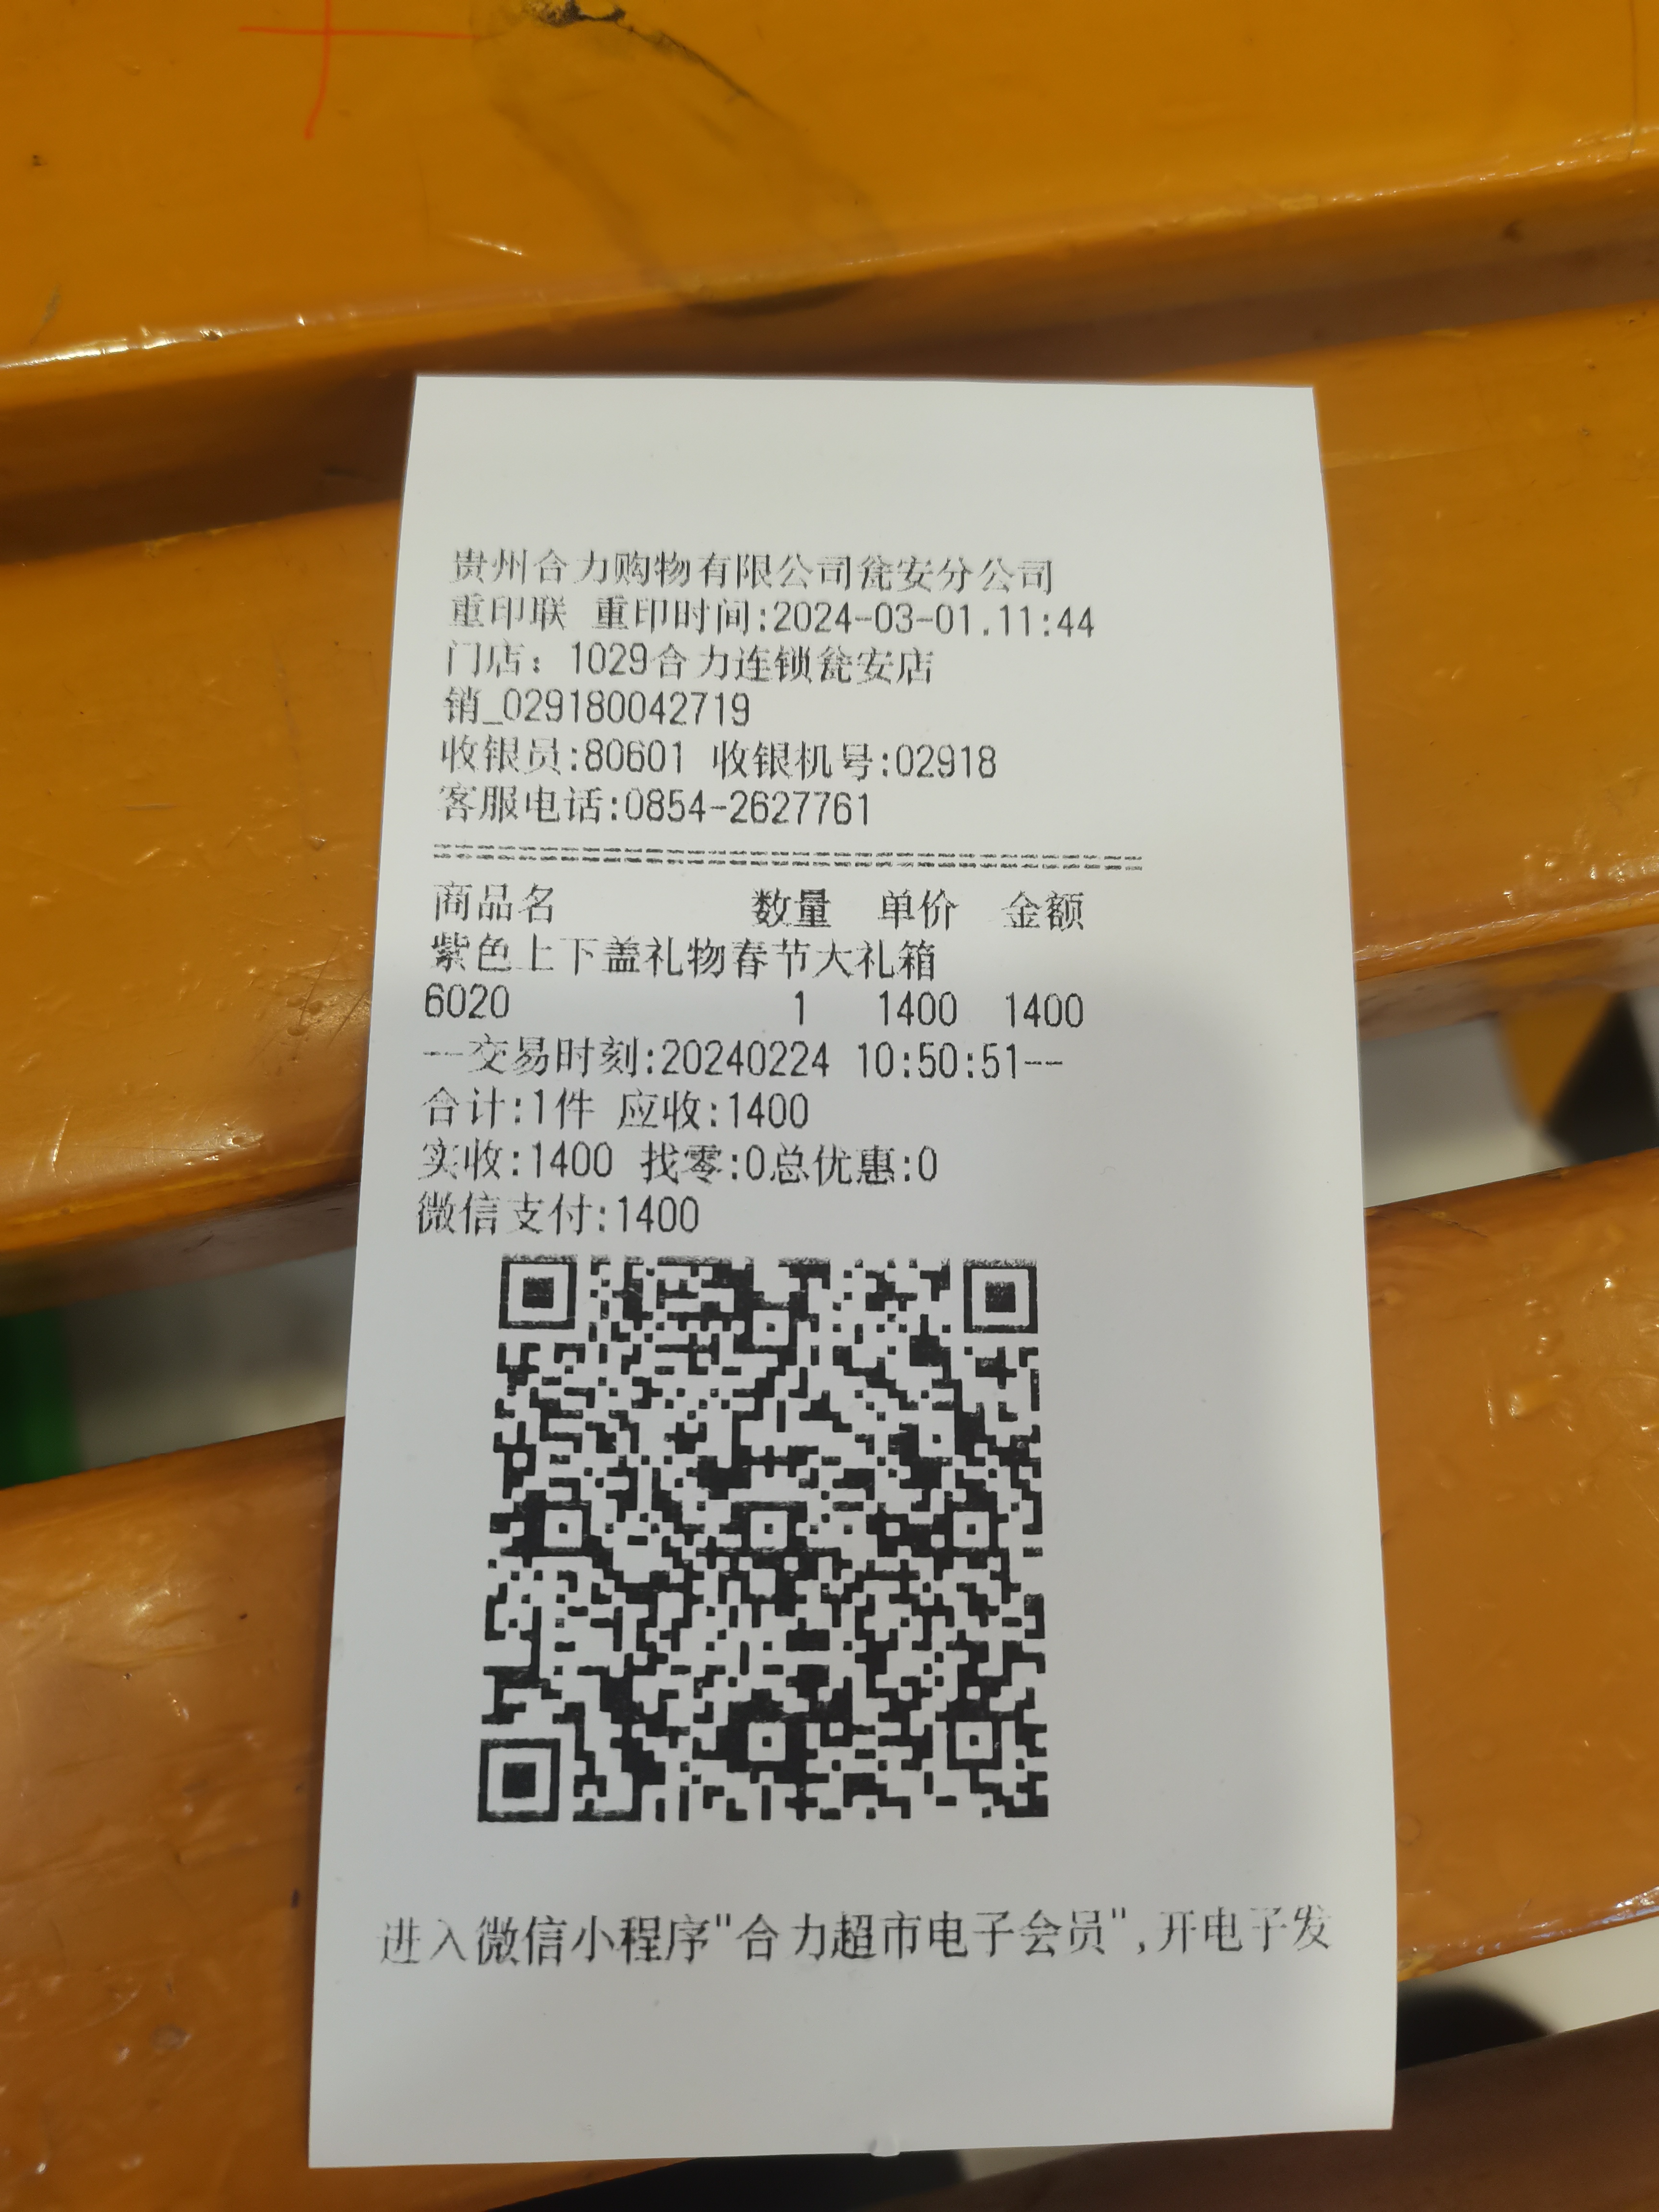 贵州合力购物有限公司瓮安分公司
重印联 重印时间:2024-03-01.11:44
门店：1029合力连锁瓮安店
销_029180042719
收银员:80601 收银机号:02918
客服电话:0854-2627761
商品名 数量 单价 金额
紫色上下盖礼物春节大礼箱
6020 1 1400 1400
--交易时刻:20240224 10:50:51--
合计:1件 应收:1400
实收:1400 找零:0总优惠:0
微信支付:1400
进入微信小程序"合力超市电子会员",开电子发